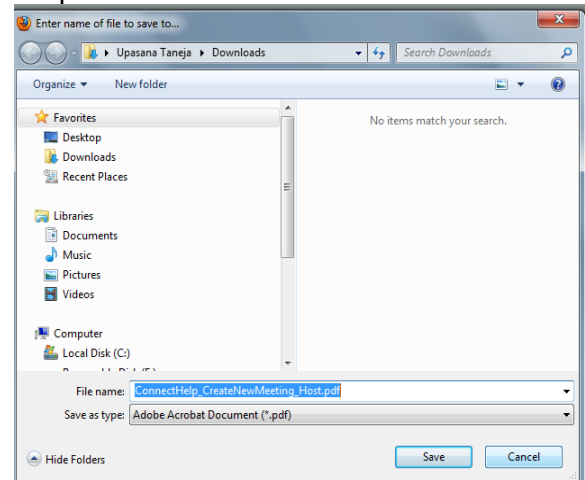 Enter name of file to save to...
Upasana Taneja Downloads
Search Downloads
Organize New folder
Favorites
Desktop
Downloads
Recent Places
No items match your search.
Libraries
Documents
Music
Pictures
Videos
Computer
Local Disk (C:)
File name: ConnectHelp_CreateNewMeeting_Host.pdf
Save as type: Adobe Acrobat Document (*.pdf)
Hide Folders
Save
Cancel